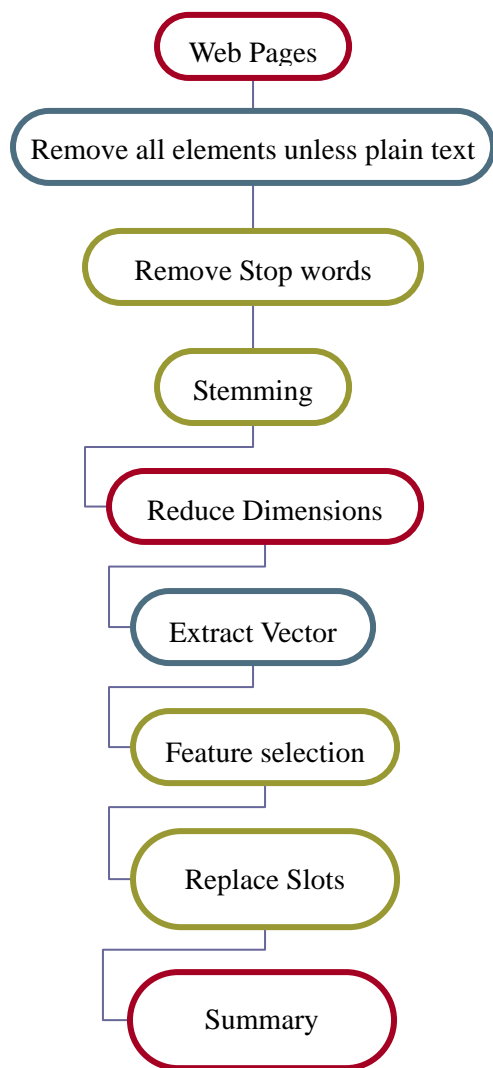 Web Pages
Remove all elements unless plain text
Remove Stop words
Stemming
Reduce Dimensions
Extract Vector
Feature selection
Replace Slots
Summary